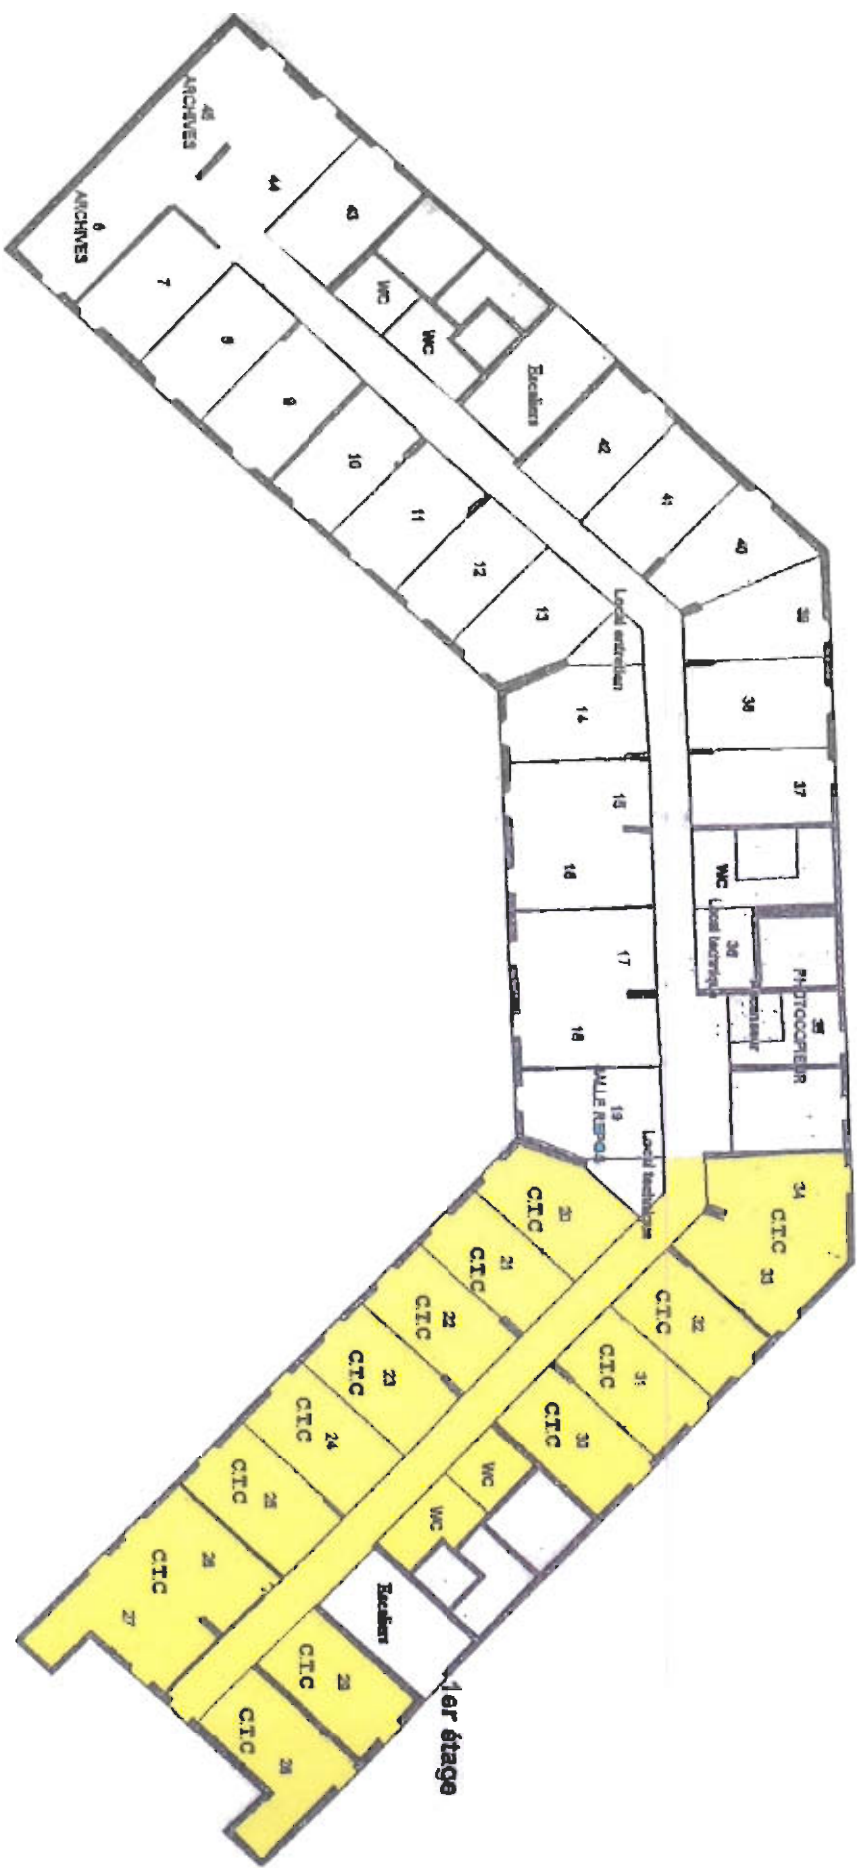 1er étage
45
ARCHIVES
44
43
6
ARCHIVES
7
8
9
10
11
12
13
WC
WC
Escaliers
42
41
40
39
38
37
Local entretien
14
15
16
17
18
WC
Local technique
36
35
PHOTOCOPIEUR
19
SALLE REPOS
Local technique
34
C.T.C
33
20
C.T.C
21
C.T.C
22
C.T.C
23
C.T.C
24
C.T.C
25
C.T.C
26
C.T.C
27
32
C.T.C
31
C.T.C
30
C.T.C
WC
WC
Escaliers
C.T.C
C.T.C
28